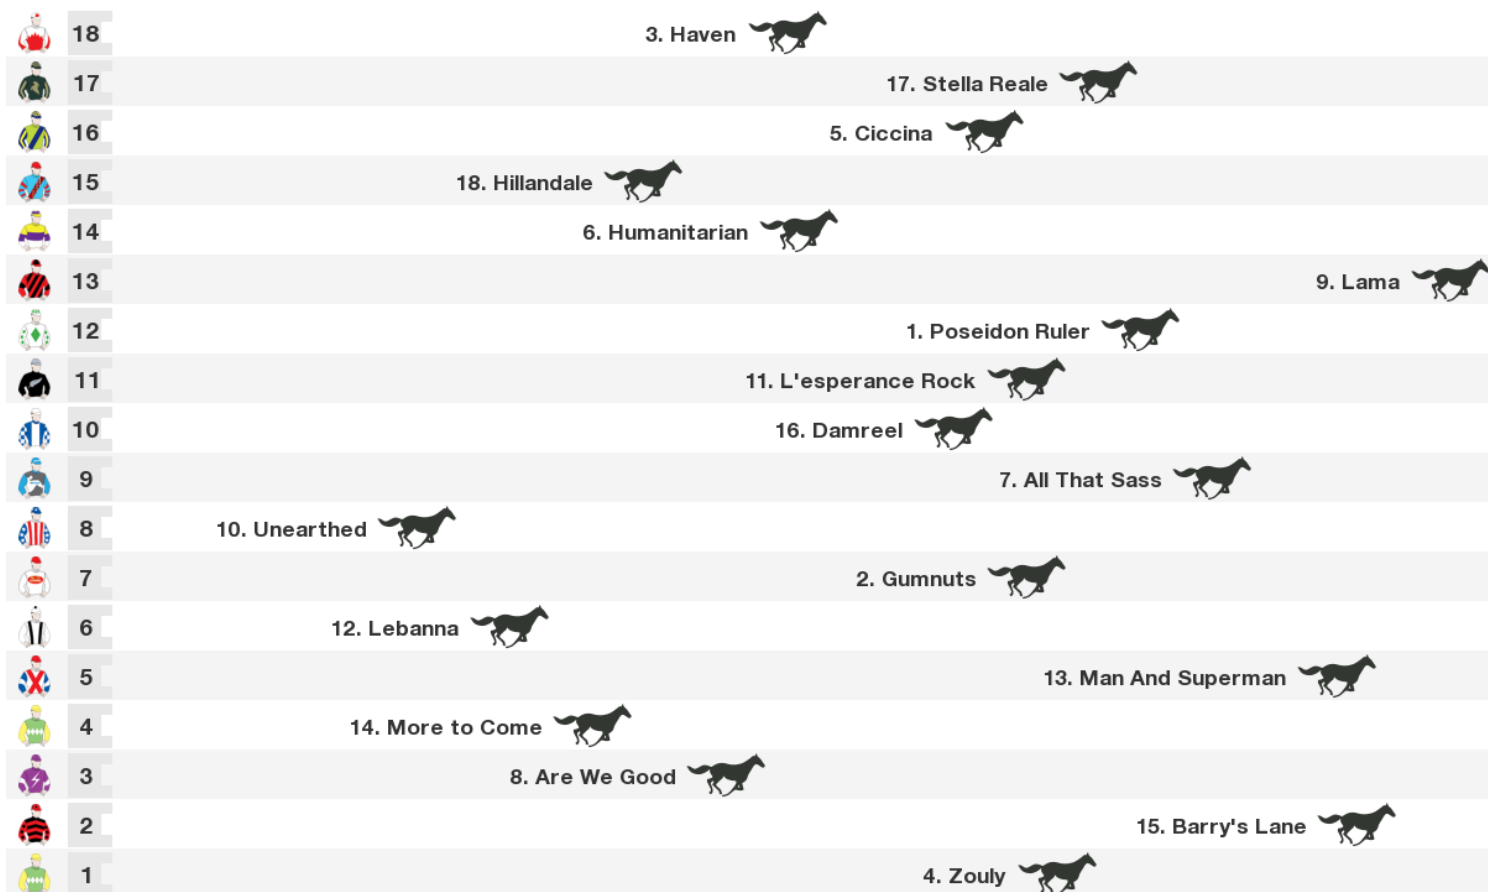 18 3. Haven
17 17. Stella Reale
16 5. Ciccina
15 18. Hillandale
14 6. Humanitarian
13 9. Lama
12 1. Poseidon Ruler
11 11. L'esperance Rock
10 16. Damreel
9 7. All That Sass
8 10. Unearthed
7 2. Gumnuts
6 12. Lebanna
5 13. Man And Superman
4 14. More to Come
3 8. Are We Good
2 15. Barry's Lane
1 4. Zouly